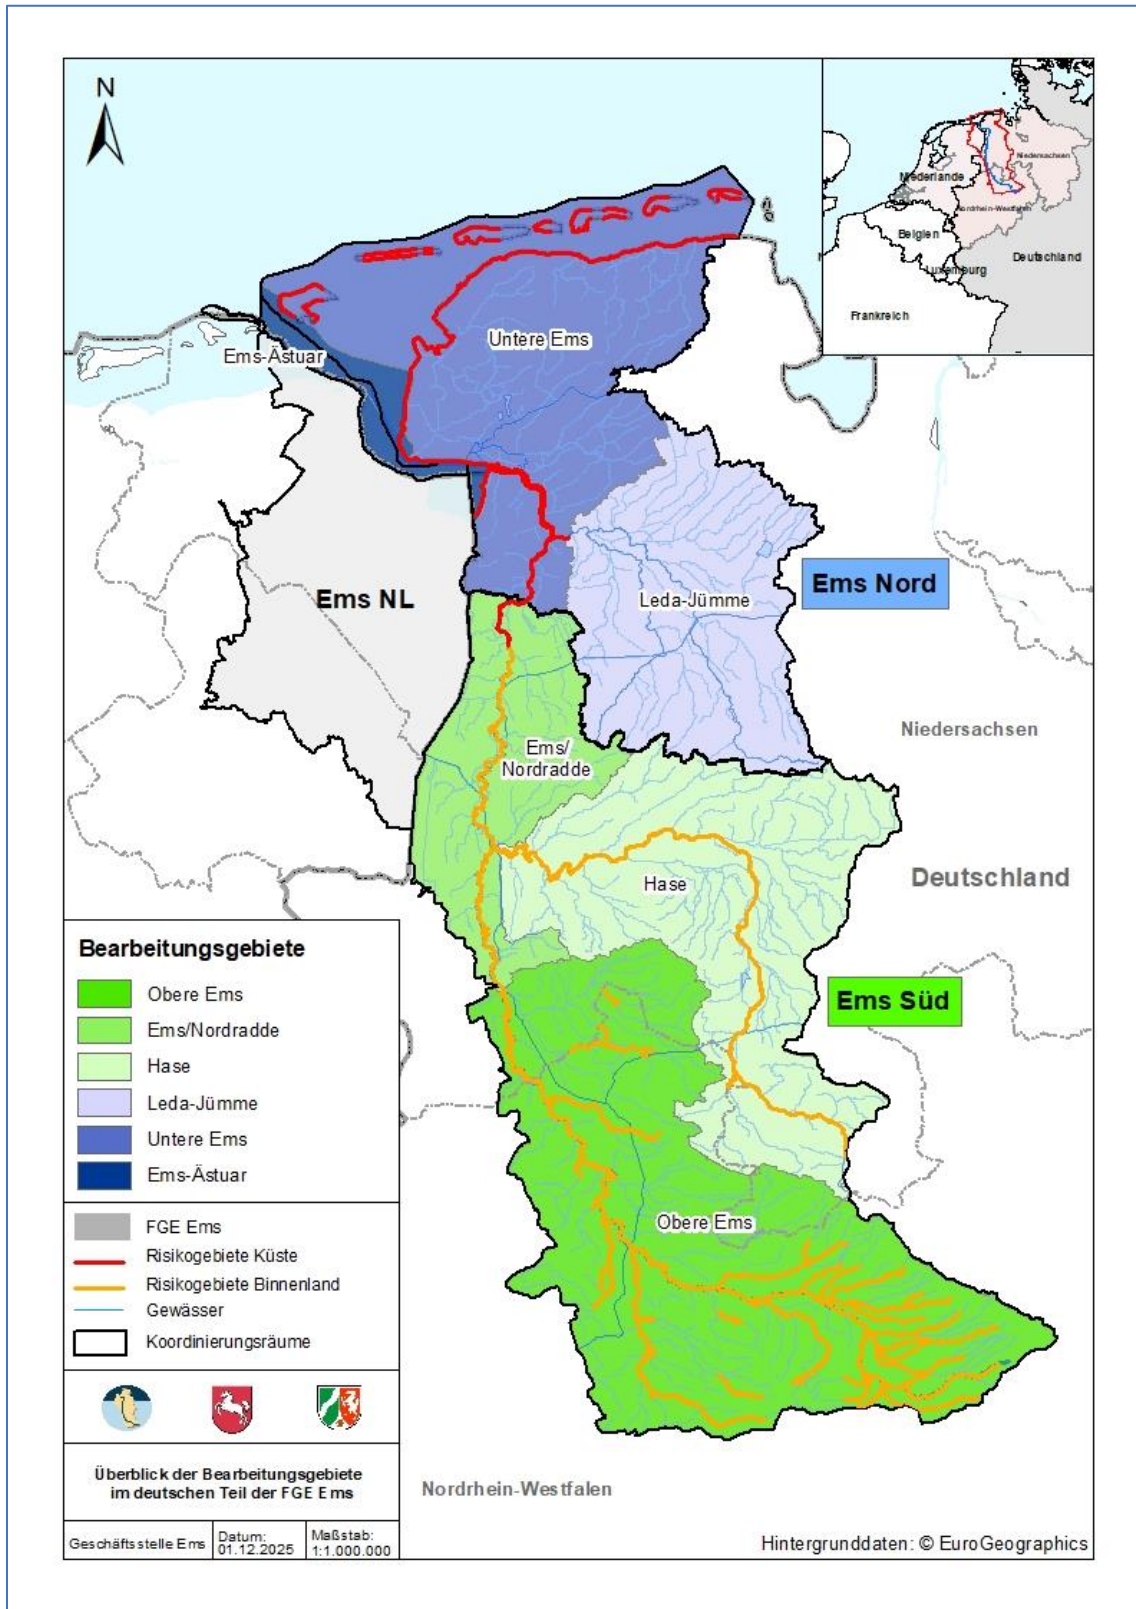 N
Niedersachsen
Niederlande
Nordrhein-Westfalen
Belgien
Deutschland
Luxemburg
Frankreich
Untere Ems
Ems-Ästuar
Ems NL
Ems Nord
Leda-Jümme
Niedersachsen
Ems/
Nordradde
Hase
Deutschland
Ems Süd
Obere Ems
Bearbeitungsgebiete
Obere Ems
Ems/Nordradde
Hase
Leda-Jümme
Untere Ems
Ems-Ästuar
FGE Ems
Risikogebiete Küste
Risikogebiete Binnenland
Gewässer
Koordinierungsräume
Überblick der Bearbeitungsgebiete
im deutschen Teil der FGE Ems
Geschäftsstelle Ems
Datum:
01.12.2025
Maßstab:
1:1.000.000
Nordrhein-Westfalen
Hintergrunddaten: © EuroGeographics